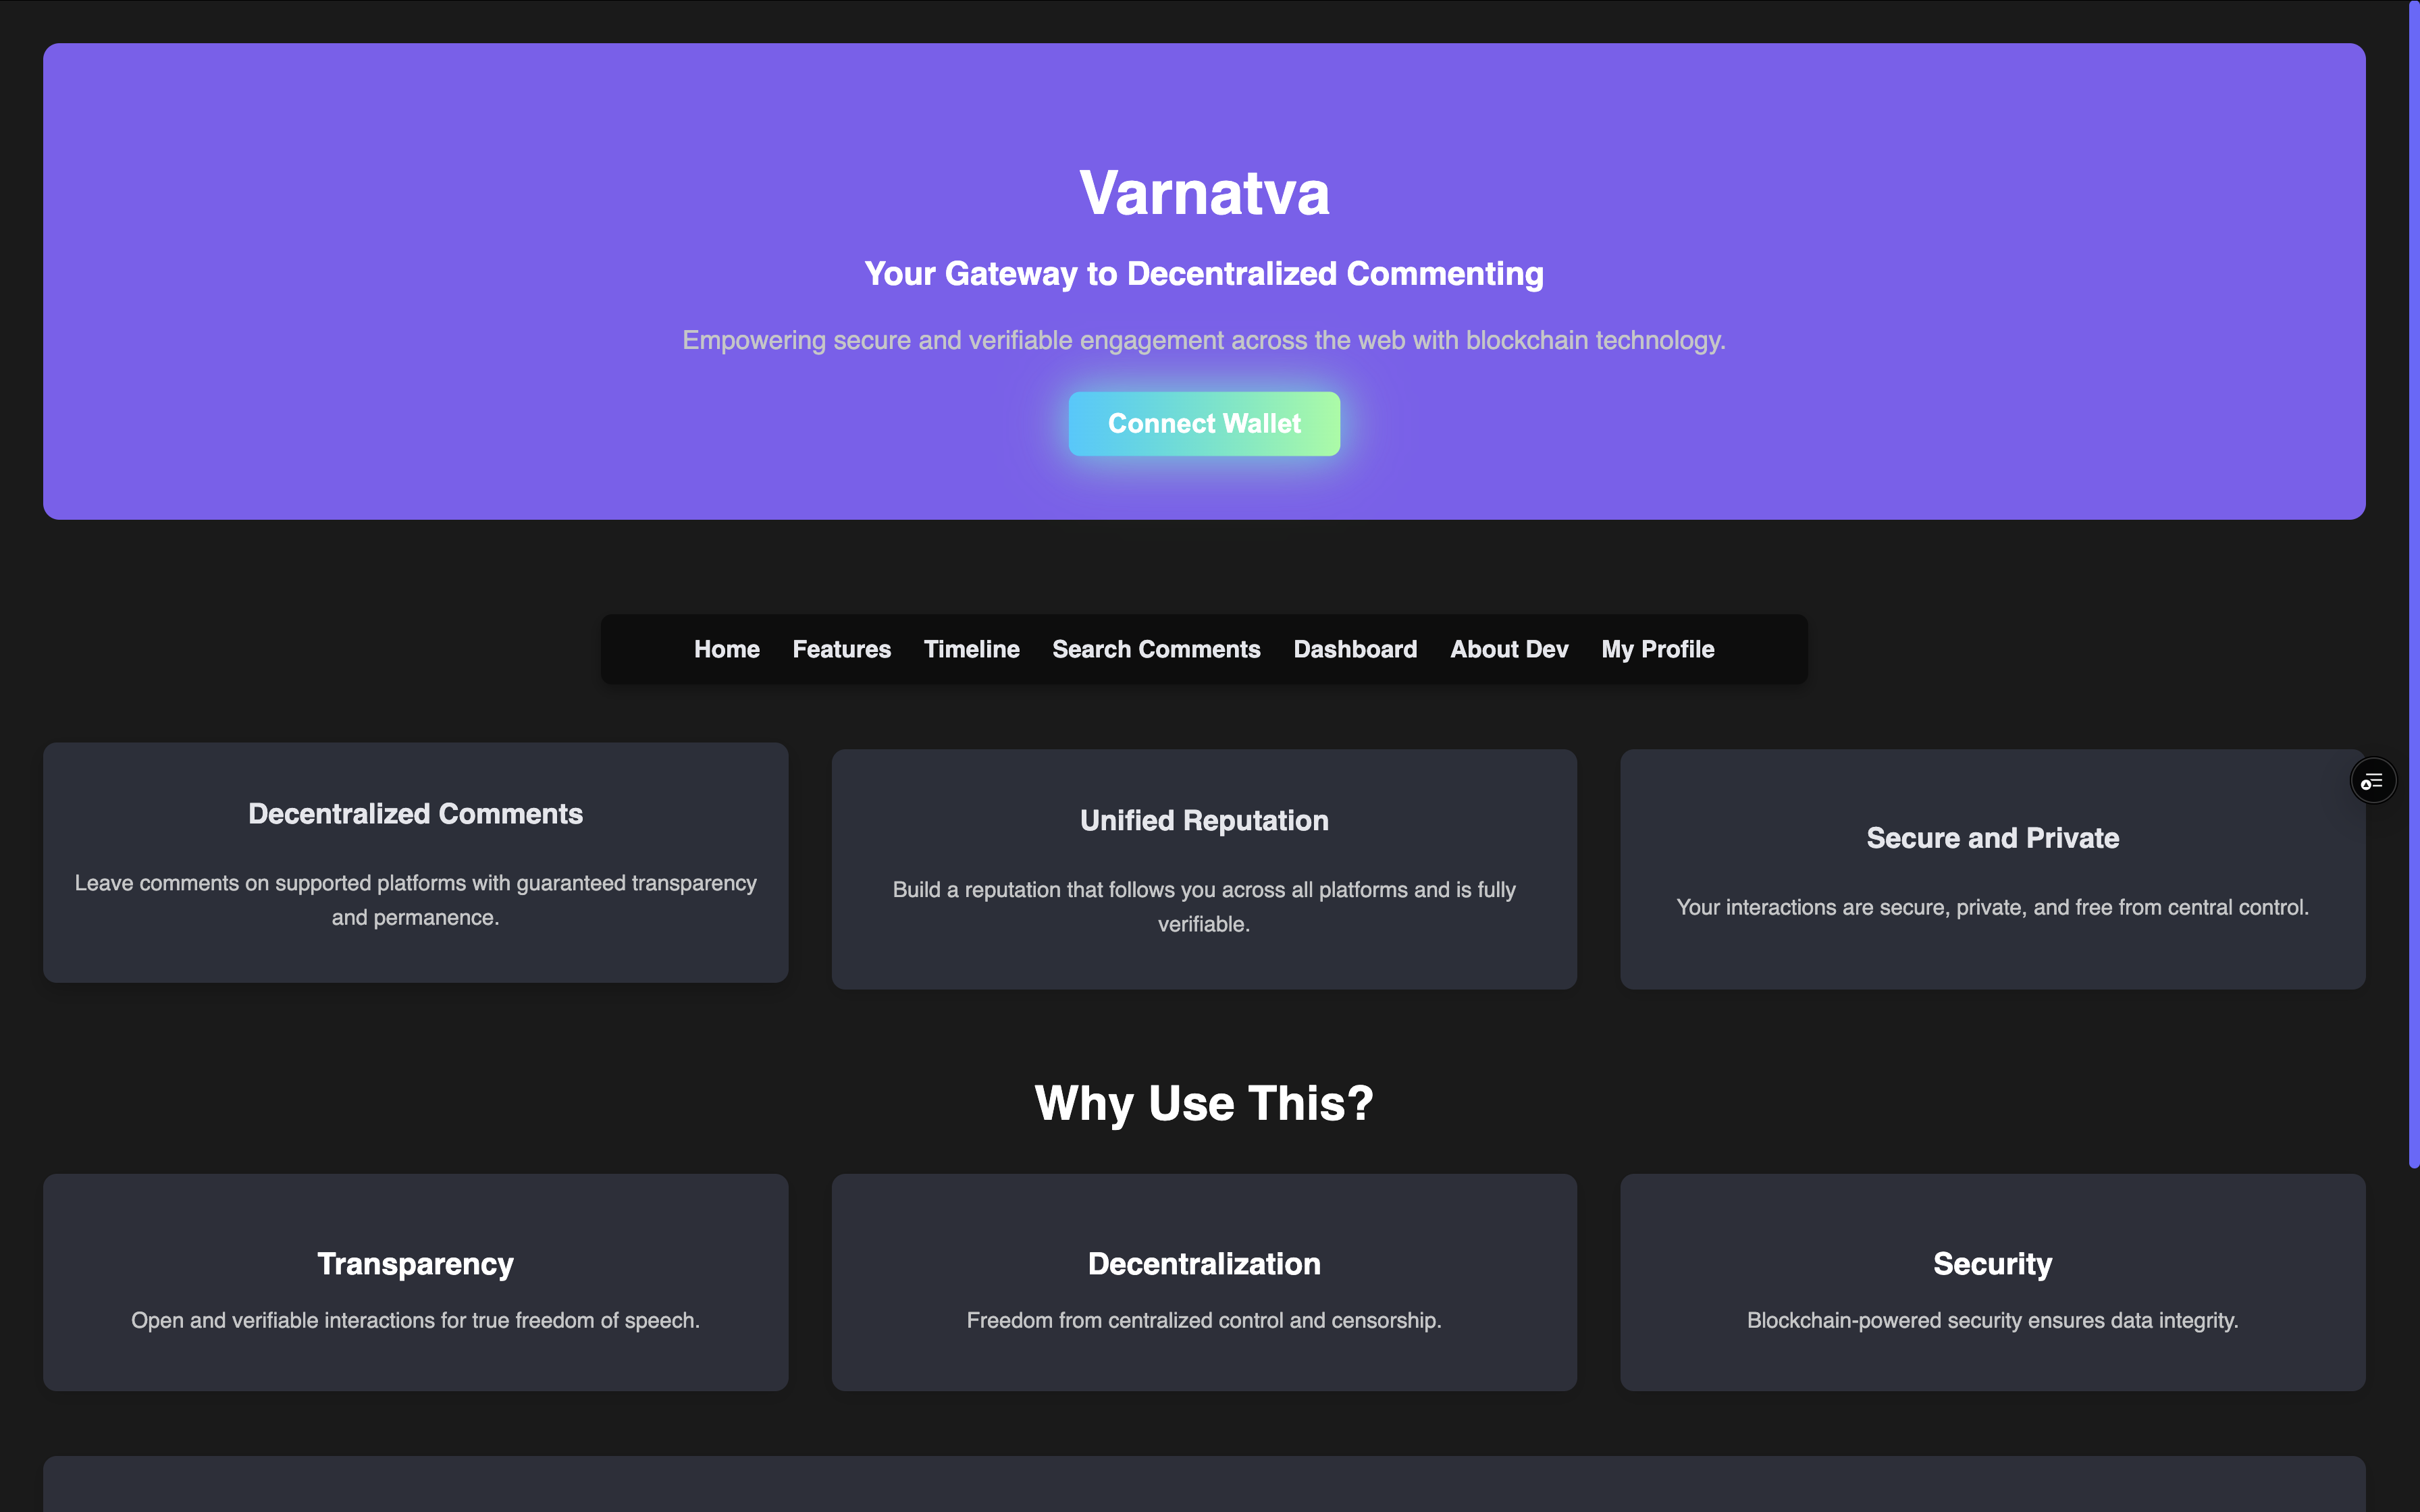 Varnatva
Your Gateway to Decentralized Commenting
Empowering secure and verifiable engagement across the web with blockchain technology.
Connect Wallet
Home Features Timeline Search Comments Dashboard About Dev My Profile
Decentralized Comments
Leave comments on supported platforms with guaranteed transparency
and permanence.
Unified Reputation
Build a reputation that follows you across all platforms and is fully
verifiable.
Secure and Private
Your interactions are secure, private, and free from central control.
Why Use This?
Transparency
Open and verifiable interactions for true freedom of speech.
Decentralization
Freedom from centralized control and censorship.
Security
Blockchain-powered security ensures data integrity.